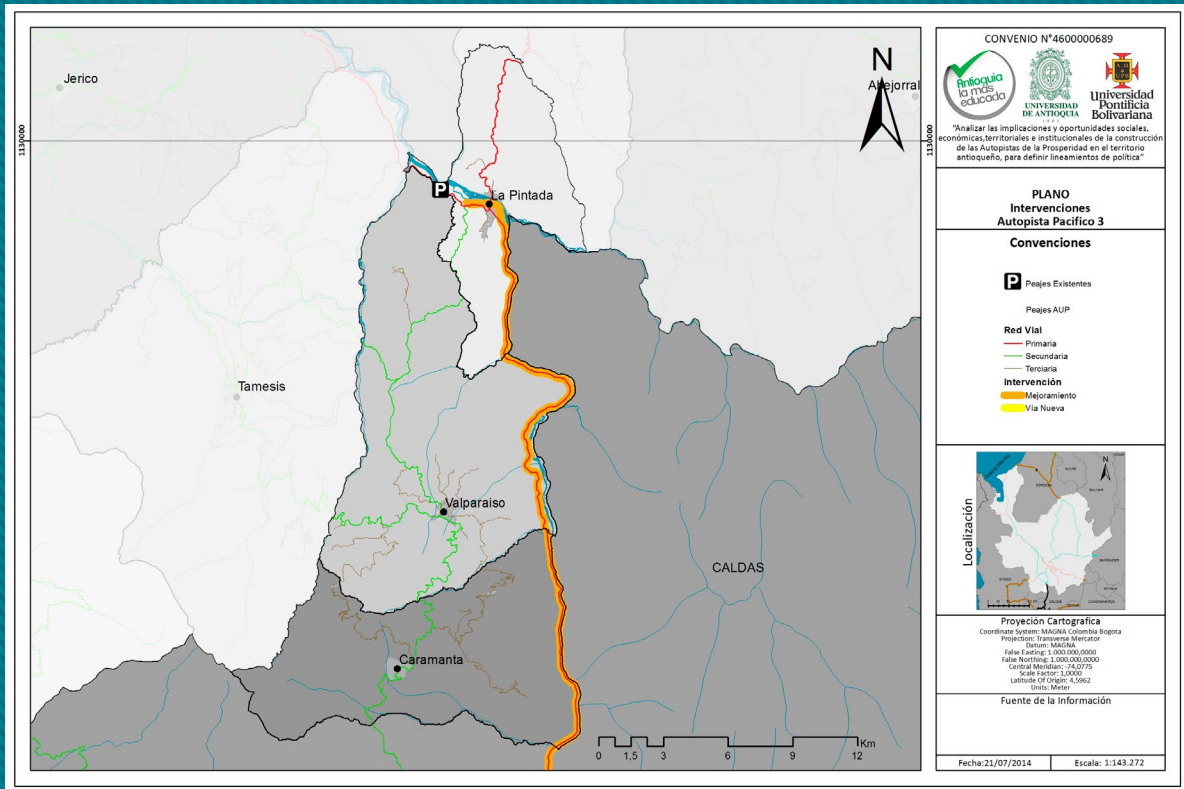 Jerico
N
Abejorral
1130000
1130000
P
La Pintada
Tamesis
Valparaiso
CALDAS
Caramanta
Km
0 1,5 3 6 9 12
CONVENIO N°4600000689
Antioquia
la más
educada
UNIVERSIDAD
DE ANTIOQUIA
1803
Universidad
Pontificia
Bolivariana
"Analizar las implicaciones y oportunidades sociales,
económicas,territoriales e institucionales de la construcción
de las Autopistas de la Prosperidad en el territorio
antioqueño, para definir lineamientos de política"
PLANO
Intervenciones
Autopista Pacifico 3
Convenciones
P Peajes Existentes
Peajes AUP
Red Vial
Primaria
Secundaria
Terciaria
Intervención
Mejoramiento
Vía Nueva
Localización
N
Proyeción Cartografica
Coordinate System: MAGNA Colombia Bogota
Projection: Transverse Mercator
Datum: MAGNA
False Easting: 1.000.000,0000
False Northing: 1.000.000,0000
Central Meridian: -74,0775
Scale Factor: 1,0000
Latitude Of Origin: 4,5962
Units: Meter
Fuente de la Información
Fecha:21/07/2014
Escala: 1:143.272